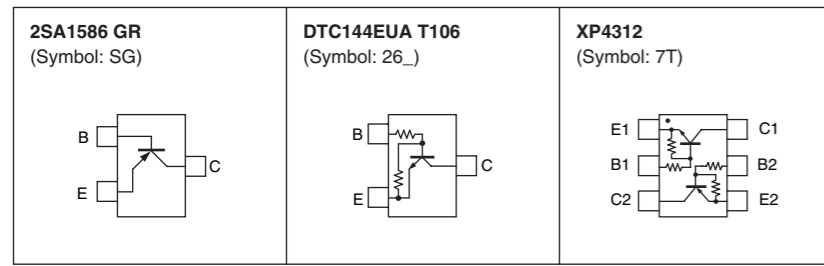 2SA1586 GR
(Symbol: SG)
B
E
C
DTC144EUA T106
(Symbol: 26_)
B
E
C
XP4312
(Symbol: 7T)
E1
C1
B1
B2
C2
E2